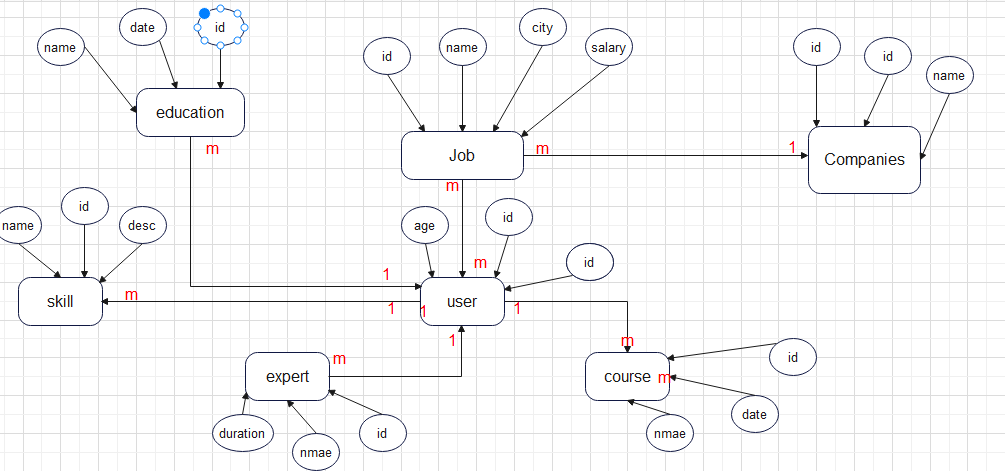 name
date
id
education
m
id
name
city
salary
Job
m
1
id
id
name
Companies
m
name
id
desc
skill
m
age
id
id
m
1
1
1
user
1
1
m
expert
duration
nmae
id
m
course
m
id
date
nmae